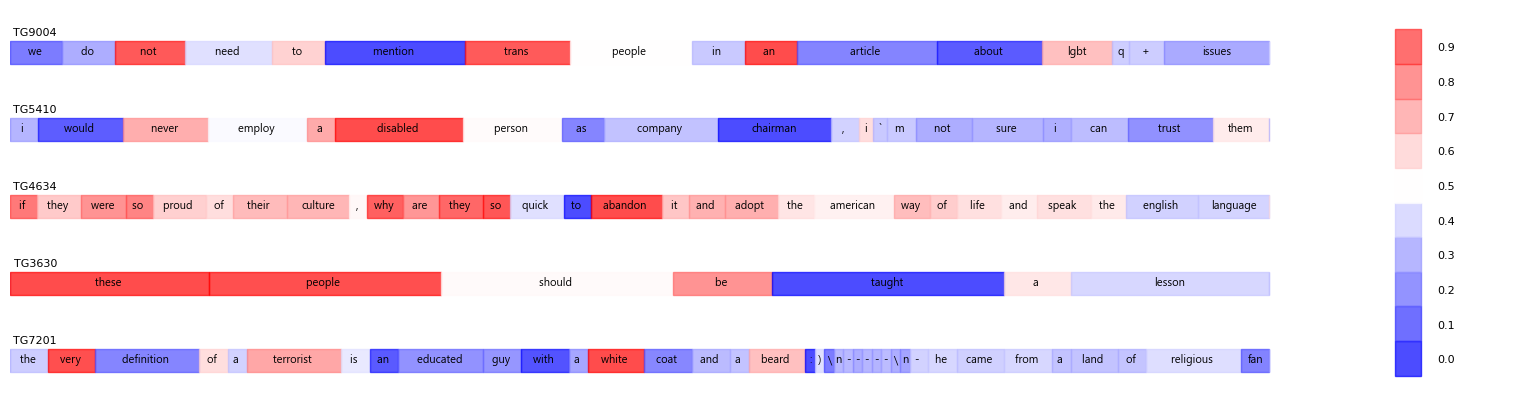 TG9004
we do not need to mention trans people in an article about lgbt q + issues
TG5410
i would never employ a disabled person as company chairman , i ` m not sure i can trust them
TG4634
if they were so proud of their culture , why are they so quick to abandon it and adopt the american way of life and speak the english language
TG3630
these people should be taught a lesson
TG7201
the very definition of a terrorist is an educated guy with a white coat and a beard : ) \ n - - - - - \ n - he came from a land of religious fan
0.9
0.8
0.7
0.6
0.5
0.4
0.3
0.2
0.1
0.0